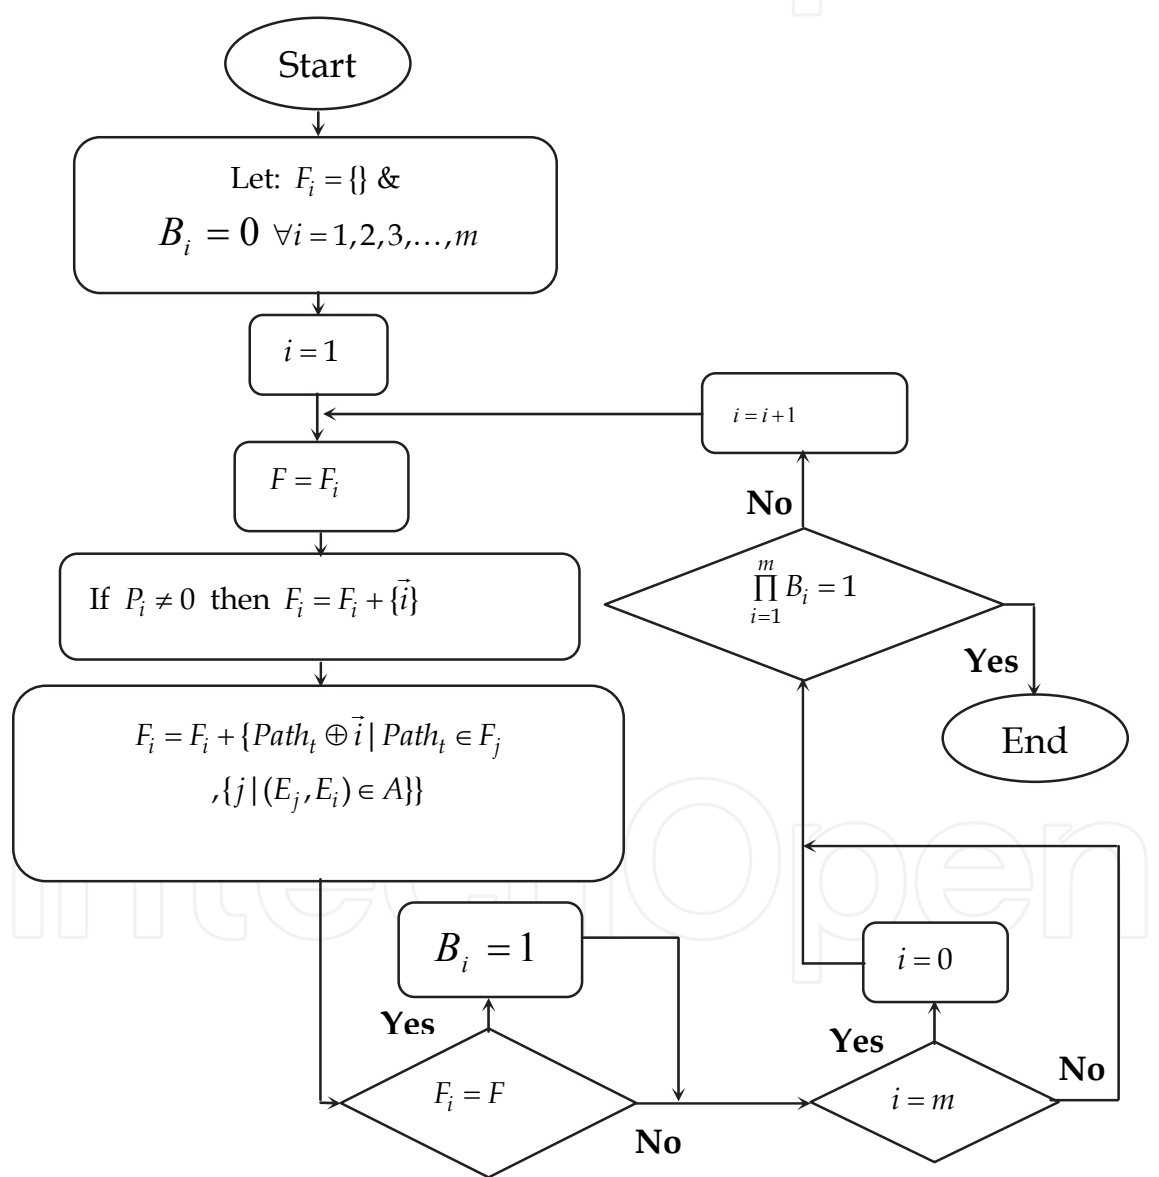 Start
Let: F_i = {} &
B_i = 0 ∀i = 1,2,3,…,m
i = 1
i = i+1
F = F_i
No
If P_i ≠ 0 then F_i = F_i + {i⃗}
∏_{i=1}^{m} B_i = 1
Yes
End
F_i = F_i + {Path_t ⊕ i⃗ | Path_t ∈ F_j
,{j | (E_j, E_i) ∈ A}}
IntechOpen
B_i = 1
i = 0
Yes
Yes
F_i = F
No
i = m
No